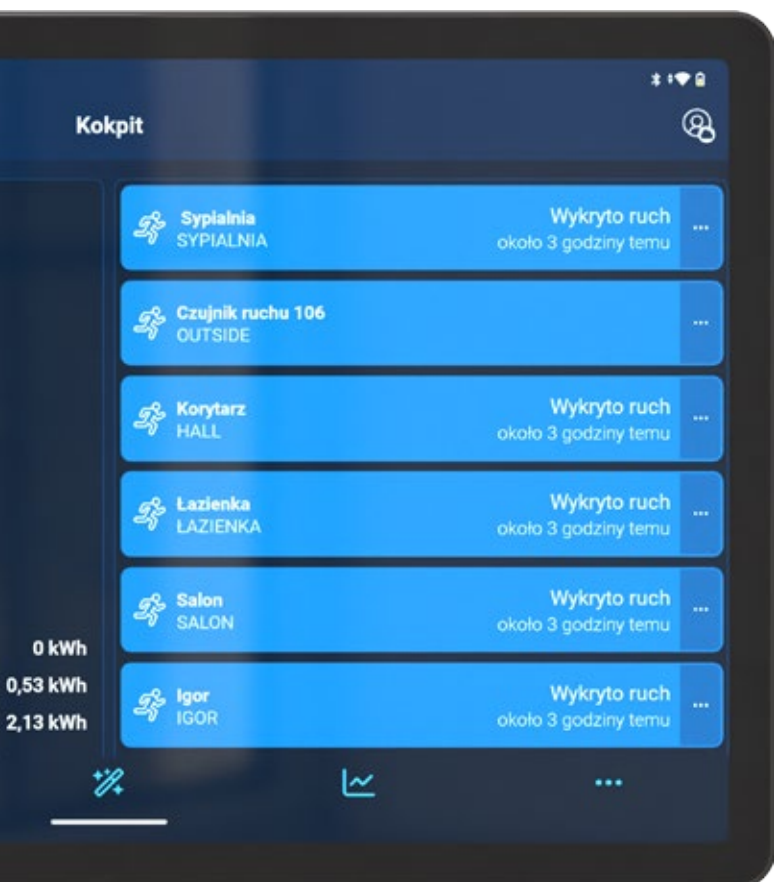 Kokpit
Sypialnia
SYPIALNIA
Wykryto ruch
około 3 godziny temu
Czujnik ruchu 106
OUTSIDE
Korytarz
HALL
Wykryto ruch
około 3 godziny temu
Łazienka
ŁAZIENKA
Wykryto ruch
około 3 godziny temu
Salon
SALON
Wykryto ruch
około 3 godziny temu
Igor
IGOR
Wykryto ruch
około 3 godziny temu
0 kWh
0,53 kWh
2,13 kWh